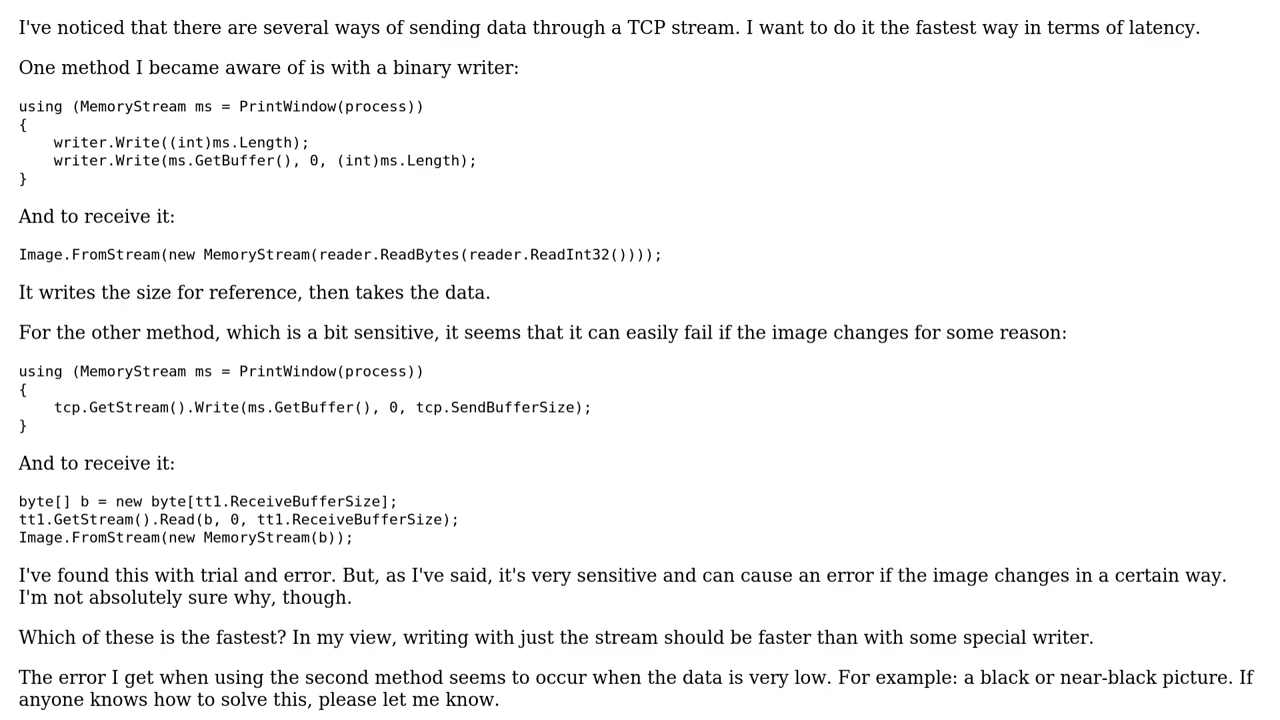 I've noticed that there are several ways of sending data through a TCP stream. I want to do it the fastest way in terms of latency.
One method I became aware of is with a binary writer:
using (MemoryStream ms = PrintWindow(process))
{
    writer.Write((int)ms.Length);
    writer.Write(ms.GetBuffer(), 0, (int)ms.Length);
}
And to receive it:
Image.FromStream(new MemoryStream(reader.ReadBytes(reader.ReadInt32())));
It writes the size for reference, then takes the data.
For the other method, which is a bit sensitive, it seems that it can easily fail if the image changes for some reason:
using (MemoryStream ms = PrintWindow(process))
{
    tcp.GetStream().Write(ms.GetBuffer(), 0, tcp.SendBufferSize);
}
And to receive it:
byte[] b = new byte[tt1.ReceiveBufferSize];
tt1.GetStream().Read(b, 0, tt1.ReceiveBufferSize);
Image.FromStream(new MemoryStream(b));
I've found this with trial and error. But, as I've said, it's very sensitive and can cause an error if the image changes in a certain way.
I'm not absolutely sure why, though.
Which of these is the fastest? In my view, writing with just the stream should be faster than with some special writer.
The error I get when using the second method seems to occur when the data is very low. For example: a black or near-black picture. If
anyone knows how to solve this, please let me know.